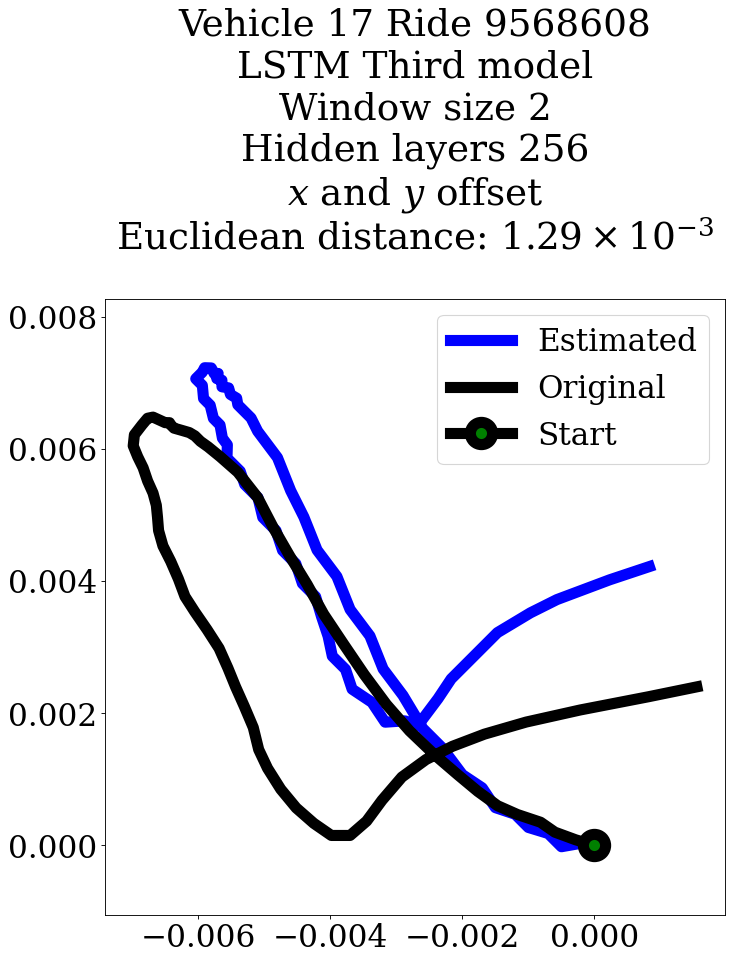 Vehicle 17 Ride 9568608
LSTM Third model
Window size 2
Hidden layers 256
x and y offset
Euclidean distance: 1.29 × 10⁻³
0.008
0.006
0.004
0.002
0.000
Estimated
Original
Start
−0.006
−0.004
−0.002
0.000